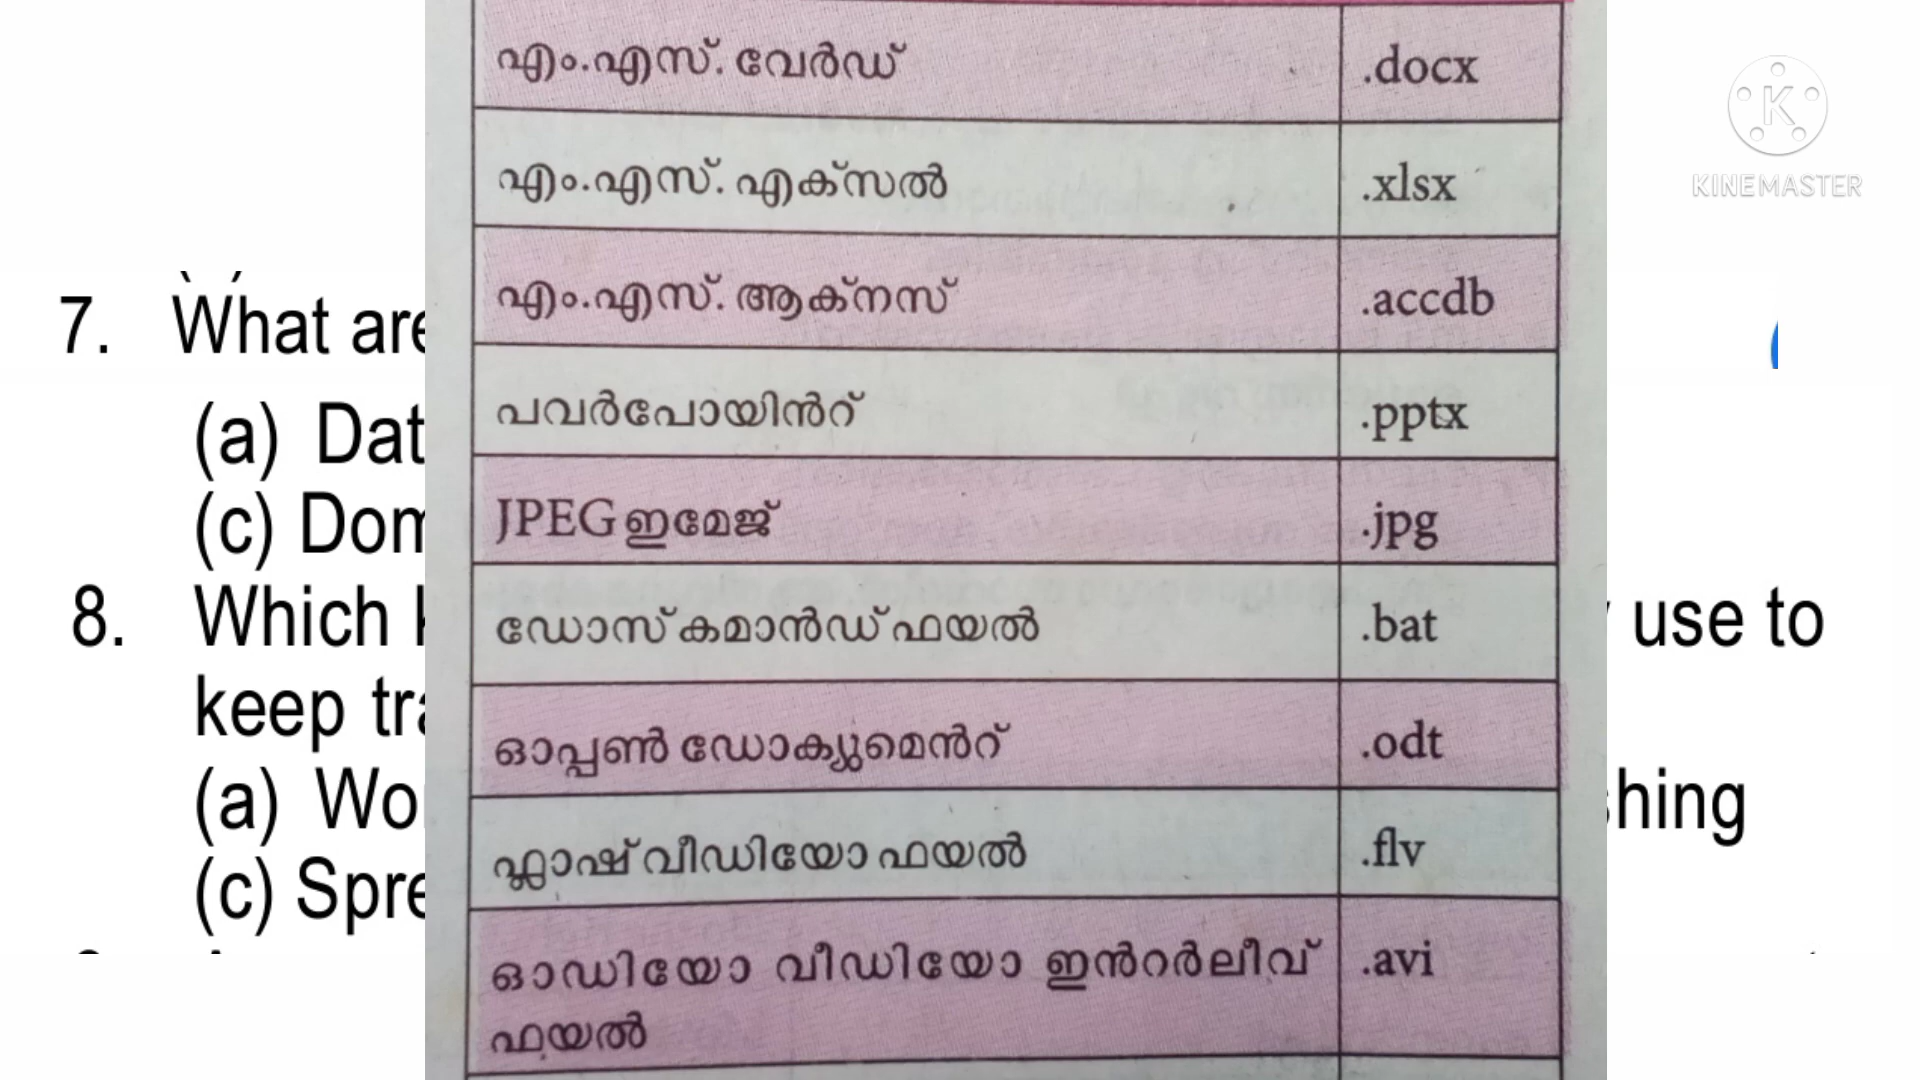 എം.എസ്. വേർഡ് .docx
എം.എസ്. എക്സൽ .xlsx
എം.എസ്. ആക്നസ് .accdb
പവർപോയിൻറ് .pptx
JPEG ഇമേജ് .jpg
ഡോസ് കമാൻഡ് ഫയൽ .bat
ഓപ്പൺ ഡോക്യുമെൻറ് .odt
ഫ്ലാഷ് വീഡിയോ ഫയൽ .flv
ഓഡിയോ വീഡിയോ ഇൻറർലീവ് .avi
ഫയൽ
K
KINEMASTER
7. What are
(a) Dat
(c) Dom
8. Which use to
keep tra
(a) Wo shing
(c) Spre